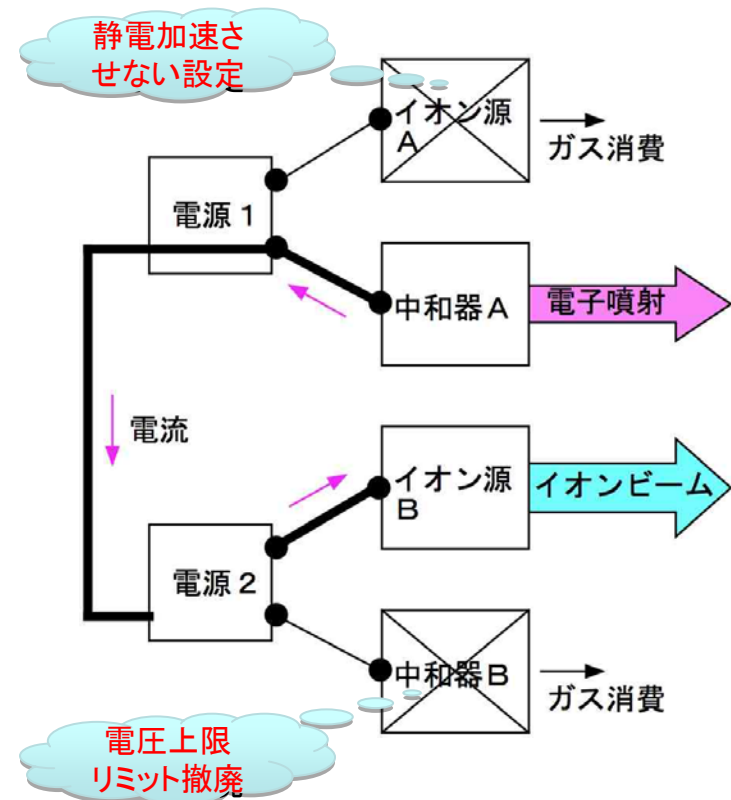 静電加速さ
せない設定
イオン源
A
ガス消費
電源1
中和器A
電子噴射
電流
イオン源
B
イオンビーム
電源2
中和器B
ガス消費
電圧上限
リミット撤廃